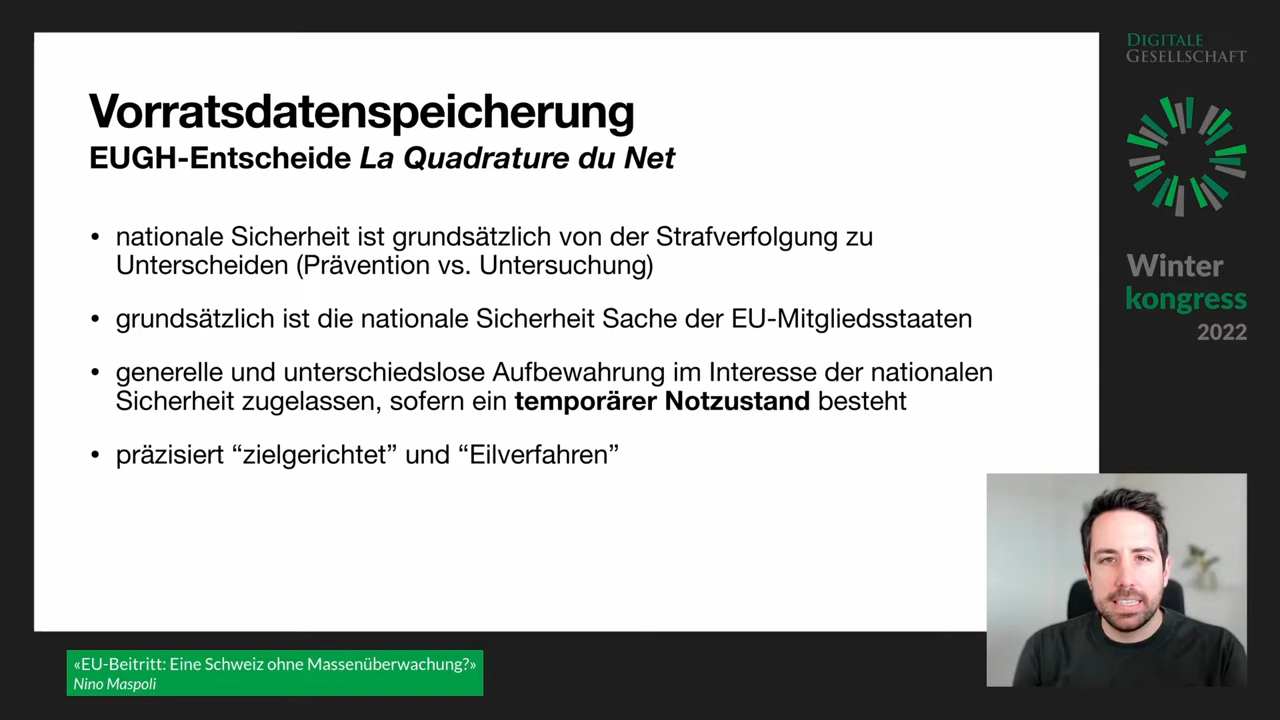 Vorratsdatenspeicherung
EUGH-Entscheide La Quadrature du Net
• nationale Sicherheit ist grundsätzlich von der Strafverfolgung zu
Unterscheiden (Prävention vs. Untersuchung)
• grundsätzlich ist die nationale Sicherheit Sache der EU-Mitgliedsstaaten
• generelle und unterschiedslose Aufbewahrung im Interesse der nationalen
Sicherheit zugelassen, sofern ein temporärer Notzustand besteht
• präzisiert “zielgerichtet” und “Eilverfahren”
DIGITALE
GESELLSCHAFT
Winter
kongress
2022
«EU-Beitritt: Eine Schweiz ohne Massenüberwachung?»
Nino Maspoli